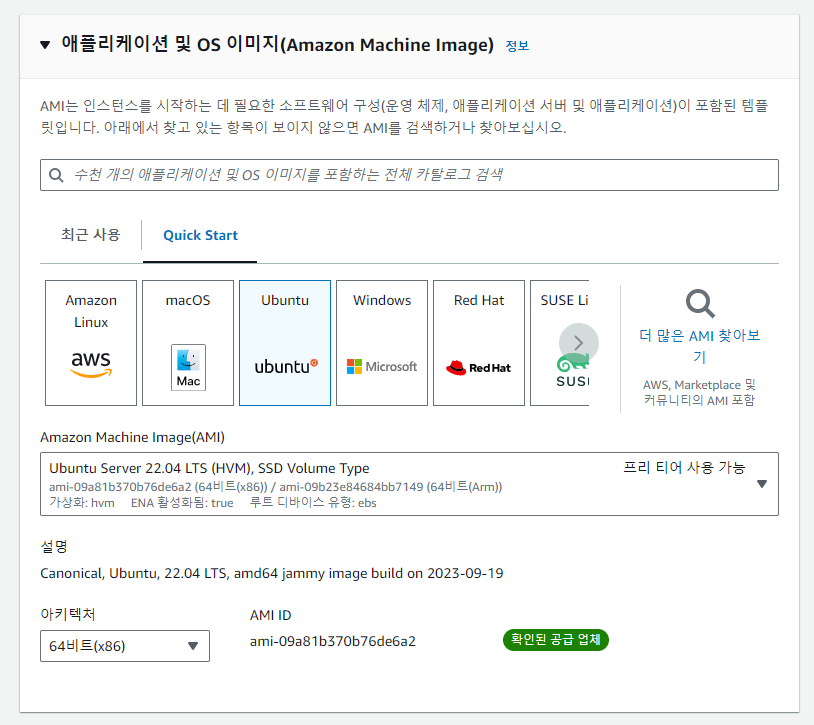 애플리케이션 및 OS 이미지(Amazon Machine Image) 정보
AMI는 인스턴스를 시작하는 데 필요한 소프트웨어 구성(운영 체제, 애플리케이션 서버 및 애플리케이션)이 포함된 템플
릿입니다. 아래에서 찾고 있는 항목이 보이지 않으면 AMI를 검색하거나 찾아보십시오.
수천 개의 애플리케이션 및 OS 이미지를 포함하는 전체 카탈로그 검색
최근 사용
Quick Start
Amazon
Linux
aws
macOS
Mac
Ubuntu
ubuntu
Windows
Microsoft
Red Hat
Red Hat
SUSE Li
SUSE
더 많은 AMI 찾아보
기
AWS, Marketplace 및
커뮤니티의 AMI 포함
Amazon Machine Image(AMI)
Ubuntu Server 22.04 LTS (HVM), SSD Volume Type 프리 티어 사용 가능
ami-09a81b370b76de6a2 (64비트(x86)) / ami-09b23e84684bb7149 (64비트(Arm))
가상화: hvm ENA 활성화됨: true 루트 디바이스 유형: ebs
설명
Canonical, Ubuntu, 22.04 LTS, amd64 jammy image build on 2023-09-19
아키텍처
64비트(x86)
AMI ID
ami-09a81b370b76de6a2
확인된 공급 업체